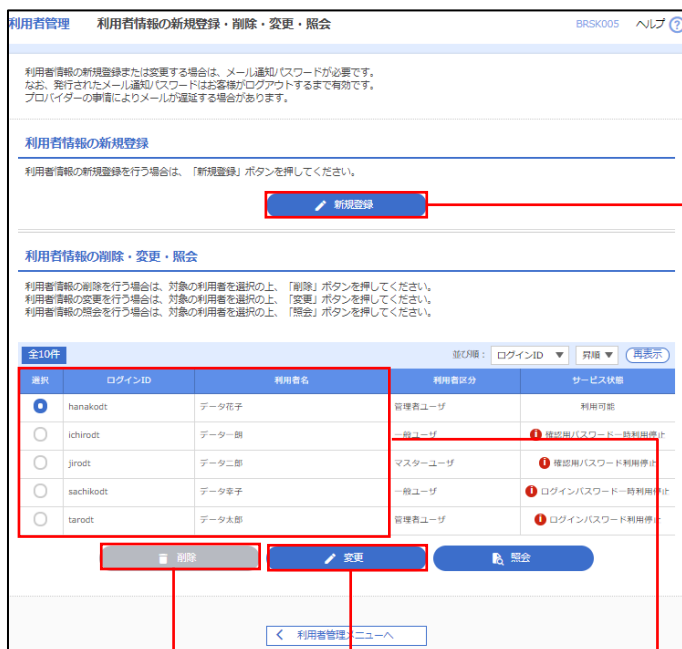 利用者管理 利用者情報の新規登録・削除・変更・照会 BRSK005 ヘルプ ?
利用者情報の新規登録または変更する場合は、メール通知パスワードが必要です。
なお、発行されたメール通知パスワードはお客様がログアウトするまで有効です。
プロバイダーの事情によりメールが遅延する場合があります。
利用者情報の新規登録
利用者情報の新規登録を行う場合は、「新規登録」ボタンを押してください。
新規登録
利用者情報の削除・変更・照会
利用者情報の削除を行う場合は、対象の利用者を選択の上、「削除」ボタンを押してください。
利用者情報の変更を行う場合は、対象の利用者を選択の上、「変更」ボタンを押してください。
利用者情報の照会を行う場合は、対象の利用者を選択の上、「照会」ボタンを押してください。
全10件 並び順： ログインID ▼ 昇順 ▼ 再表示
選択 ログインID 利用者名 利用者区分 サービス状態
hanakodt データ花子 管理者ユーザ 利用可能
ichirodt データ一朗 一般ユーザ 確認用パスワード一時利用停止
jirodt データ二郎 マスターユーザ 確認用パスワード利用停止
sachikodt データ幸子 一般ユーザ ログインパスワード一時利用停止
tarodt データ太郎 管理者ユーザ ログインパスワード利用停止
削除 変更 照会
利用者管理メニューへ